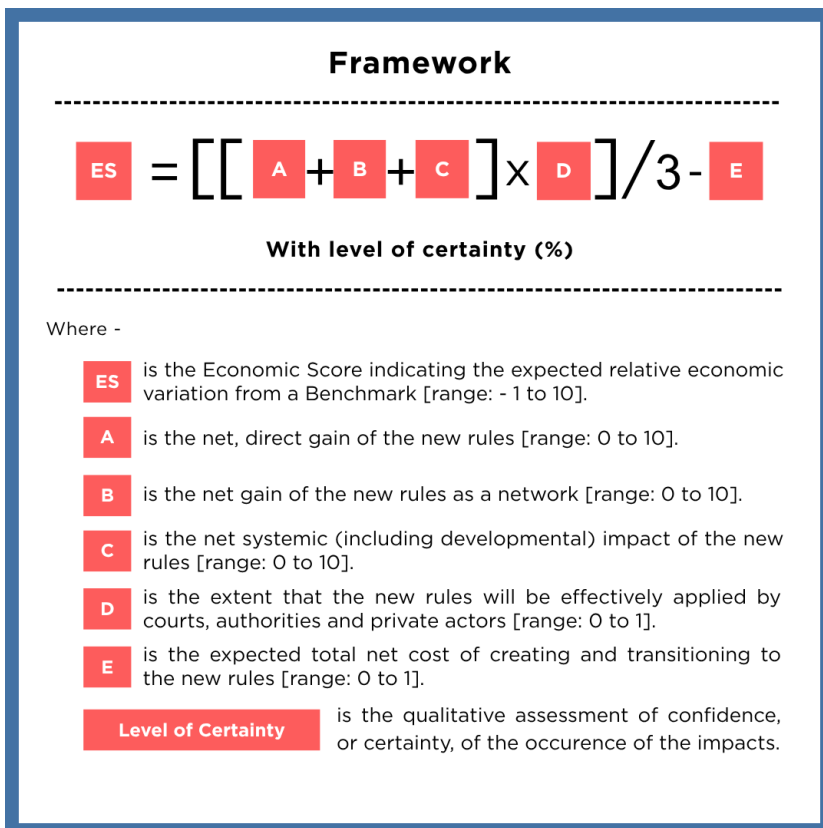 Framework
ES = [[ A + B + C ] x D ]/3 - E
With level of certainty (%)
Where -
ES is the Economic Score indicating the expected relative economic
variation from a Benchmark [range: - 1 to 10].
A is the net, direct gain of the new rules [range: 0 to 10].
B is the net gain of the new rules as a network [range: 0 to 10].
C is the net systemic (including developmental) impact of the new
rules [range: 0 to 10].
D is the extent that the new rules will be effectively applied by
courts, authorities and private actors [range: 0 to 1].
E is the expected total net cost of creating and transitioning to
the new rules [range: 0 to 1].
Level of Certainty is the qualitative assessment of confidence,
or certainty, of the occurence of the impacts.